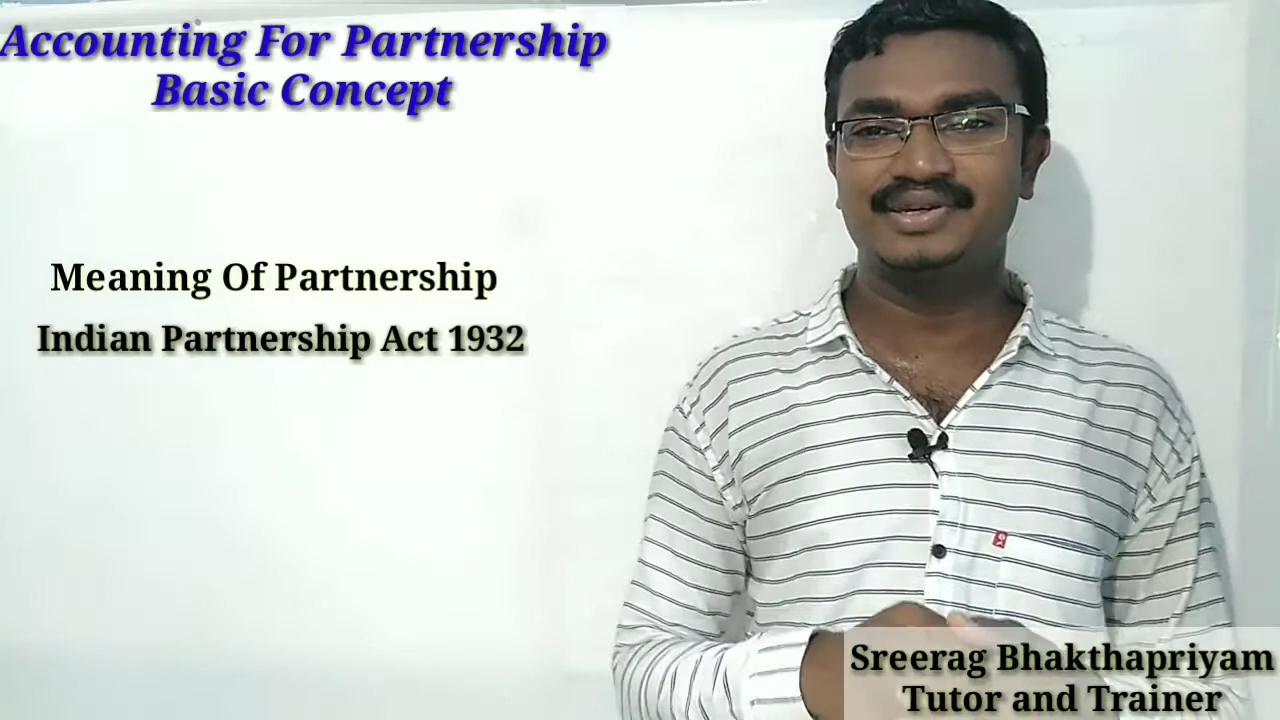 Accounting For Partnership
Basic Concept
Meaning Of Partnership
Indian Partnership Act 1932
Sreerag Bhakthapriyam
Tutor and Trainer